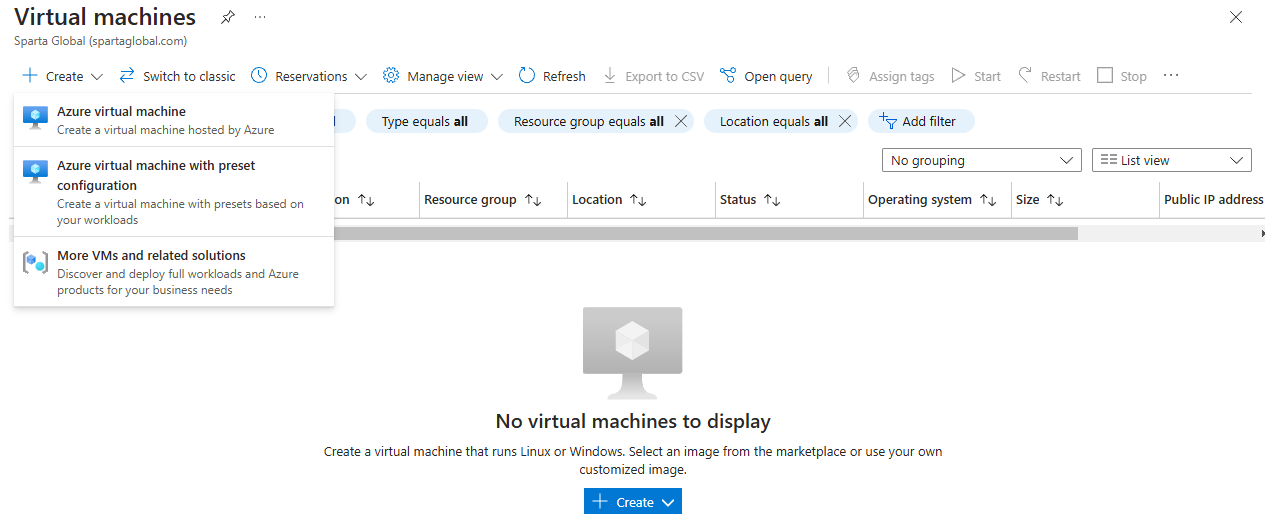 Virtual machines
Sparta Global (spartaglobal.com)
Create Switch to classic Reservations Manage view Refresh Export to CSV Open query Assign tags Start Restart Stop
Azure virtual machine
Create a virtual machine hosted by Azure
Type equals all Resource group equals all Location equals all Add filter
Azure virtual machine with preset
configuration
Create a virtual machine with presets based on
your workloads
No grouping List view
on Resource group Location Status Operating system Size Public IP address
More VMs and related solutions
Discover and deploy full workloads and Azure
products for your business needs
No virtual machines to display
Create a virtual machine that runs Linux or Windows. Select an image from the marketplace or use your own
customized image.
Create